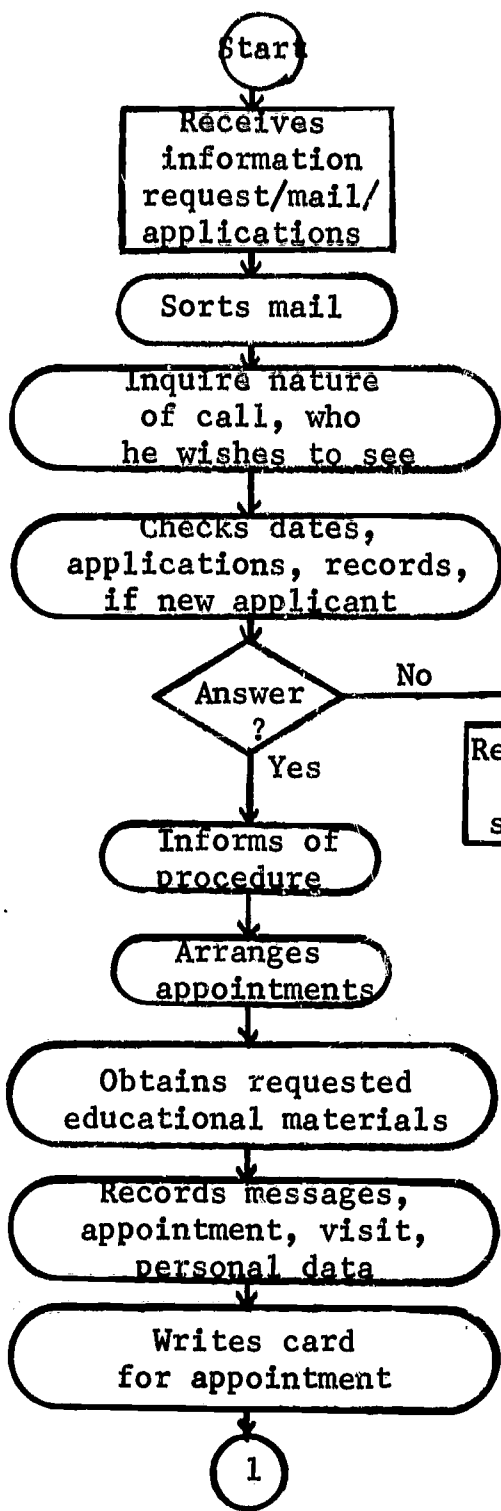 Start
Receives
information
request/mail/
applications
Sorts mail
Inquire nature
of call, who
he wishes to see
Checks dates,
applications, records,
if new applicant
Answer
?
No
Yes
Informs of
procedure
Arranges
appointments
Obtains requested
educational materials
Records messages,
appointment, visit,
personal data
Writes card
for appointment
1